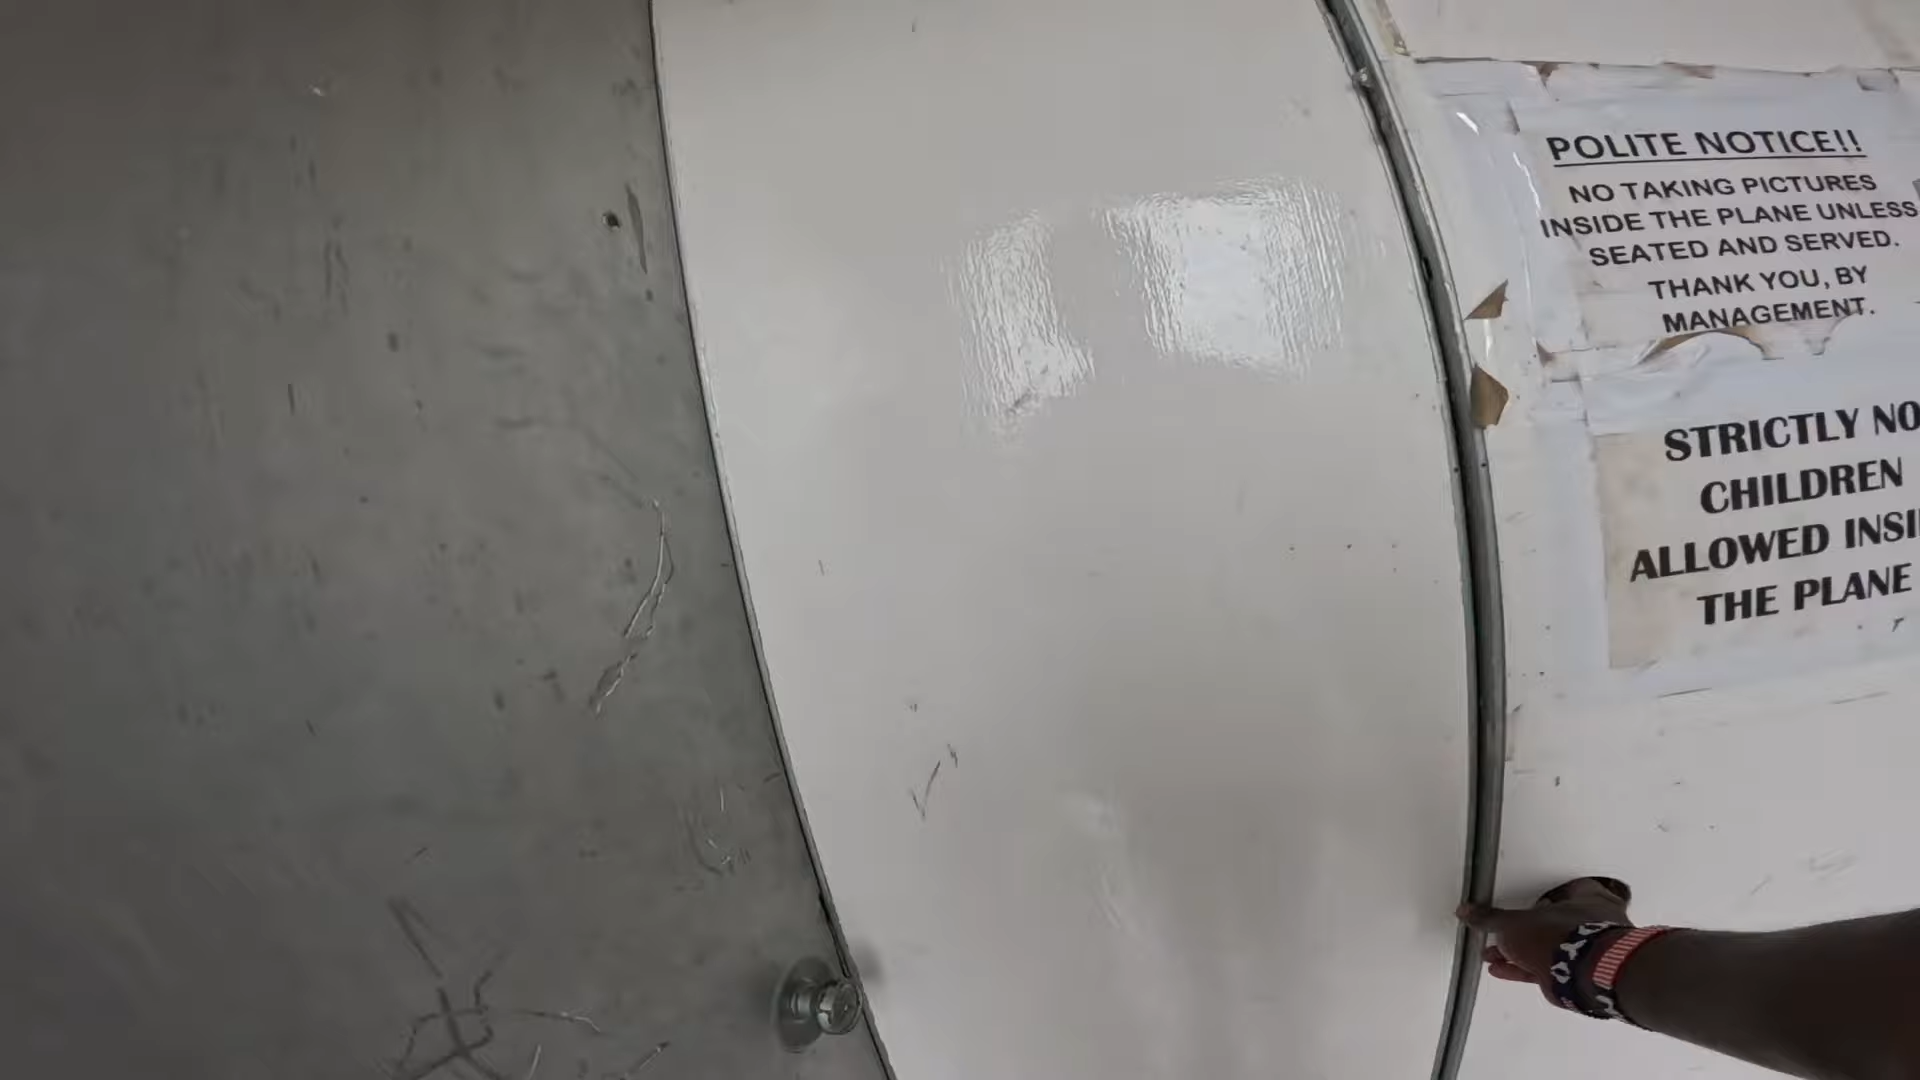 POLITE NOTICE!!
NO TAKING PICTURES
INSIDE THE PLANE UNLESS
SEATED AND SERVED.
THANK YOU, BY
MANAGEMENT.
STRICTLY NO
CHILDREN
ALLOWED INSI
THE PLANE